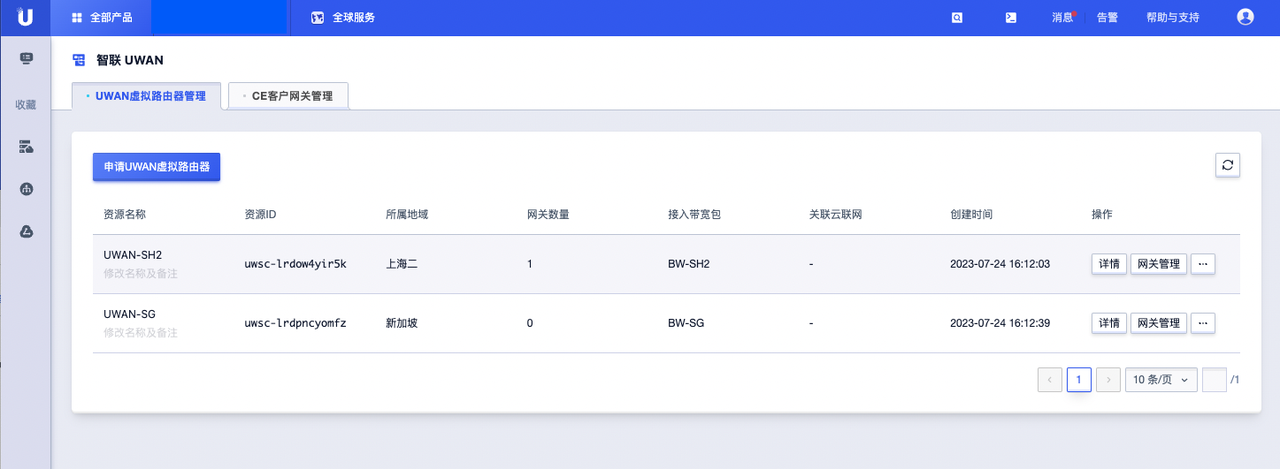 U 全部产品 全球服务 消息 告警 帮助与支持
智联 UWAN
收藏
UWAN虚拟路由器管理 CE客户网关管理
申请UWAN虚拟路由器
资源名称 资源ID 所属地域 网关数量 接入带宽包 关联云联网 创建时间 操作
UWAN-SH2
修改名称及备注
uwsc-lrdow4yir5k 上海二 1 BW-SH2 - 2023-07-24 16:12:03 详情 网关管理 ...
UWAN-SG
修改名称及备注
uwsc-lrdpncyomfz 新加坡 0 BW-SG - 2023-07-24 16:12:39 详情 网关管理 ...
1 10 条/页 /1